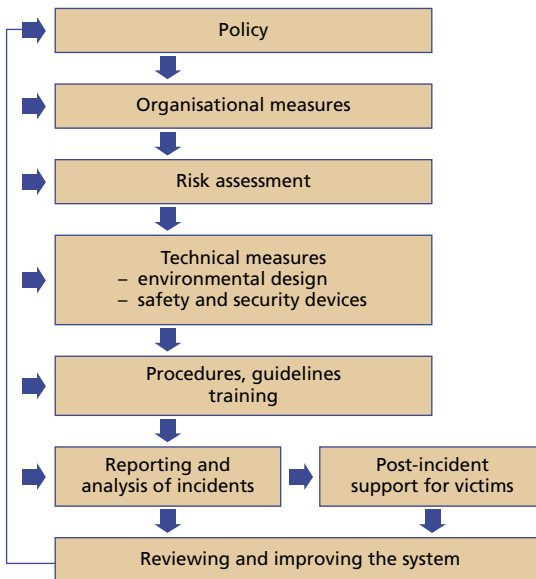 Policy
Organisational measures
Risk assessment
Technical measures
– environmental design
– safety and security devices
Procedures, guidelines
training
Reporting and
analysis of incidents
Post-incident
support for victims
Reviewing and improving the system